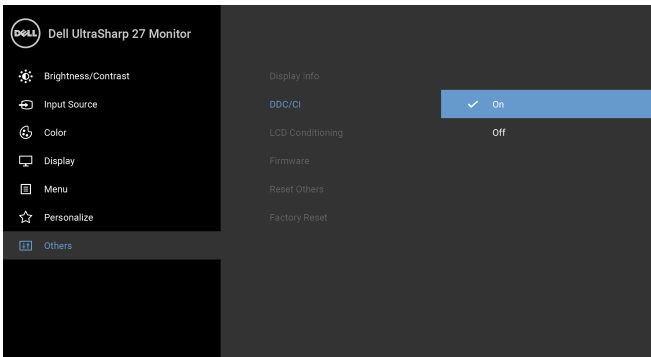 DELL
Dell UltraSharp 27 Monitor
Brightness/Contrast
Input Source
Color
Display
Menu
Personalize
Others
Display info
DDC/CI
LCD Conditioning
Firmware
Reset Others
Factory Reset
On
Off